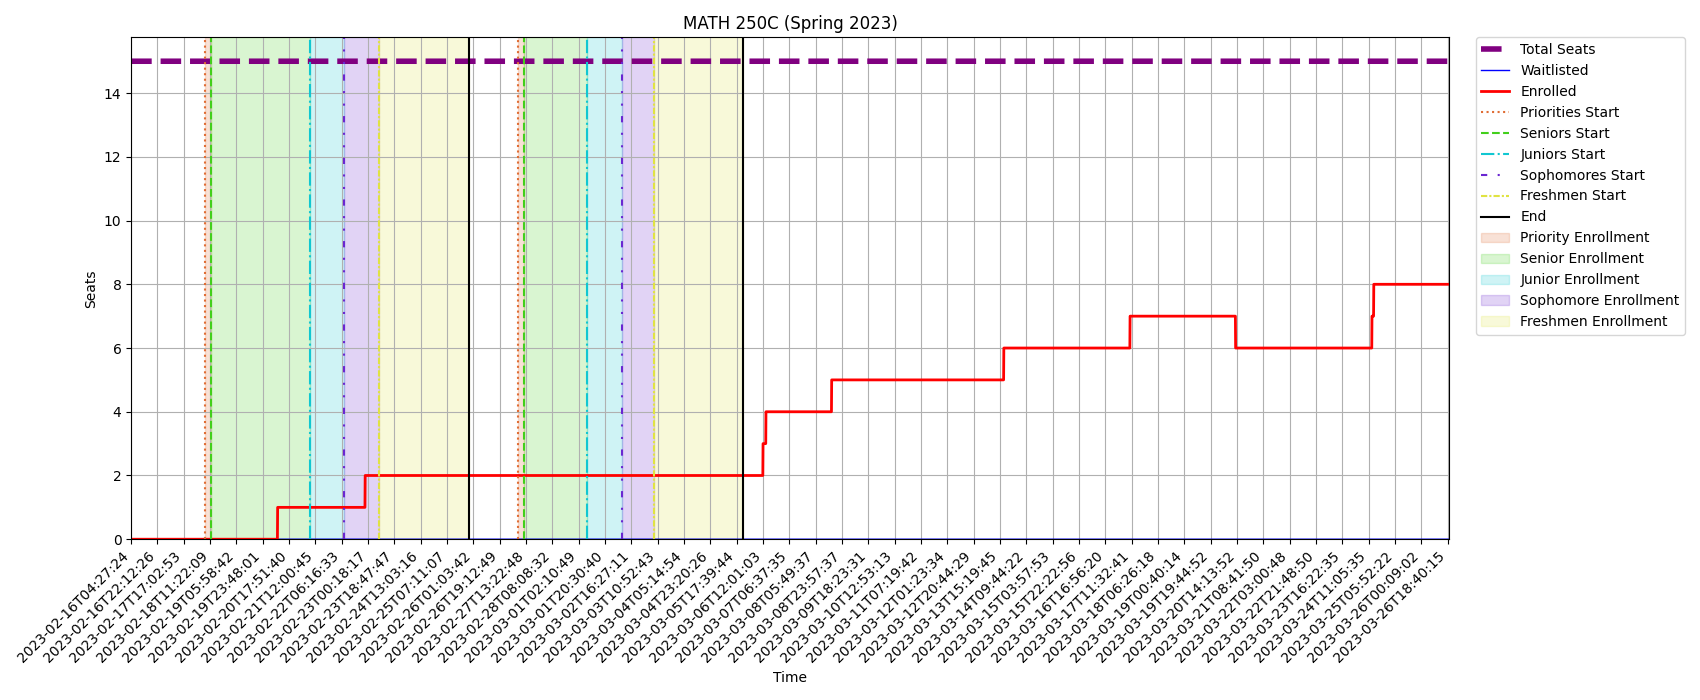 MATH 250C (Spring 2023)
Seats
14
12
10
8
6
4
2
0
2023-02-16T04:27:24
2023-02-16T22:12:26
2023-02-17T17:02:53
2023-02-18T11:22:09
2023-02-19T05:58:42
2023-02-19T23:48:01
2023-02-20T17:51:40
2023-02-21T12:00:45
2023-02-22T06:16:33
2023-02-23T00:18:17
2023-02-23T18:47:47
2023-02-24T13:03:16
2023-02-25T07:11:07
2023-02-26T01:03:42
2023-02-26T19:12:49
2023-02-27T13:22:48
2023-02-28T08:08:32
2023-03-01T02:10:49
2023-03-01T20:30:40
2023-03-02T16:27:11
2023-03-03T10:52:43
2023-03-04T05:14:54
2023-03-04T23:20:26
2023-03-05T17:39:44
2023-03-06T12:01:03
2023-03-07T06:37:35
2023-03-08T05:49:37
2023-03-08T23:57:37
2023-03-09T18:23:31
2023-03-10T12:53:13
2023-03-11T07:19:42
2023-03-12T01:23:34
2023-03-12T20:44:29
2023-03-13T15:19:45
2023-03-14T09:44:22
2023-03-15T03:57:53
2023-03-15T22:22:56
2023-03-16T16:56:20
2023-03-17T11:32:41
2023-03-18T06:26:18
2023-03-19T00:40:14
2023-03-19T19:44:52
2023-03-20T14:13:52
2023-03-21T08:41:50
2023-03-22T03:00:48
2023-03-22T21:48:50
2023-03-23T16:22:35
2023-03-24T11:05:35
2023-03-25T05:52:22
2023-03-26T00:09:02
2023-03-26T18:40:15
Time
Total Seats
Waitlisted
Enrolled
Priorities Start
Seniors Start
Juniors Start
Sophomores Start
Freshmen Start
End
Priority Enrollment
Senior Enrollment
Junior Enrollment
Sophomore Enrollment
Freshmen Enrollment